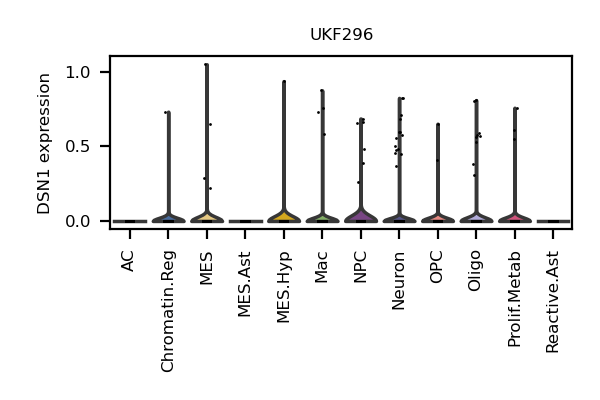 UKF296
DSN1 expression
1.0
0.5
0.0
AC
Chromatin.Reg
MES
MES.Ast
MES.Hyp
Mac
NPC
Neuron
OPC
Oligo
Prolif.Metab
Reactive.Ast